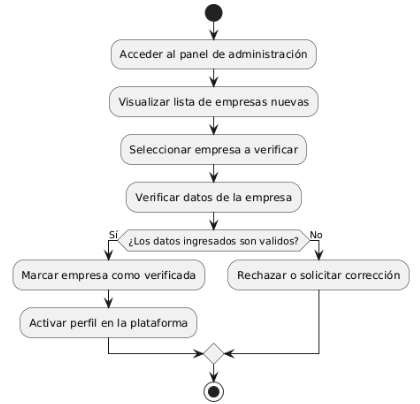 Acceder al panel de administración
Visualizar lista de empresas nuevas
Seleccionar empresa a verificar
Verificar datos de la empresa
Sí
¿Los datos ingresados son validos?
No
Marcar empresa como verificada
Rechazar o solicitar corrección
Activar perfil en la plataforma